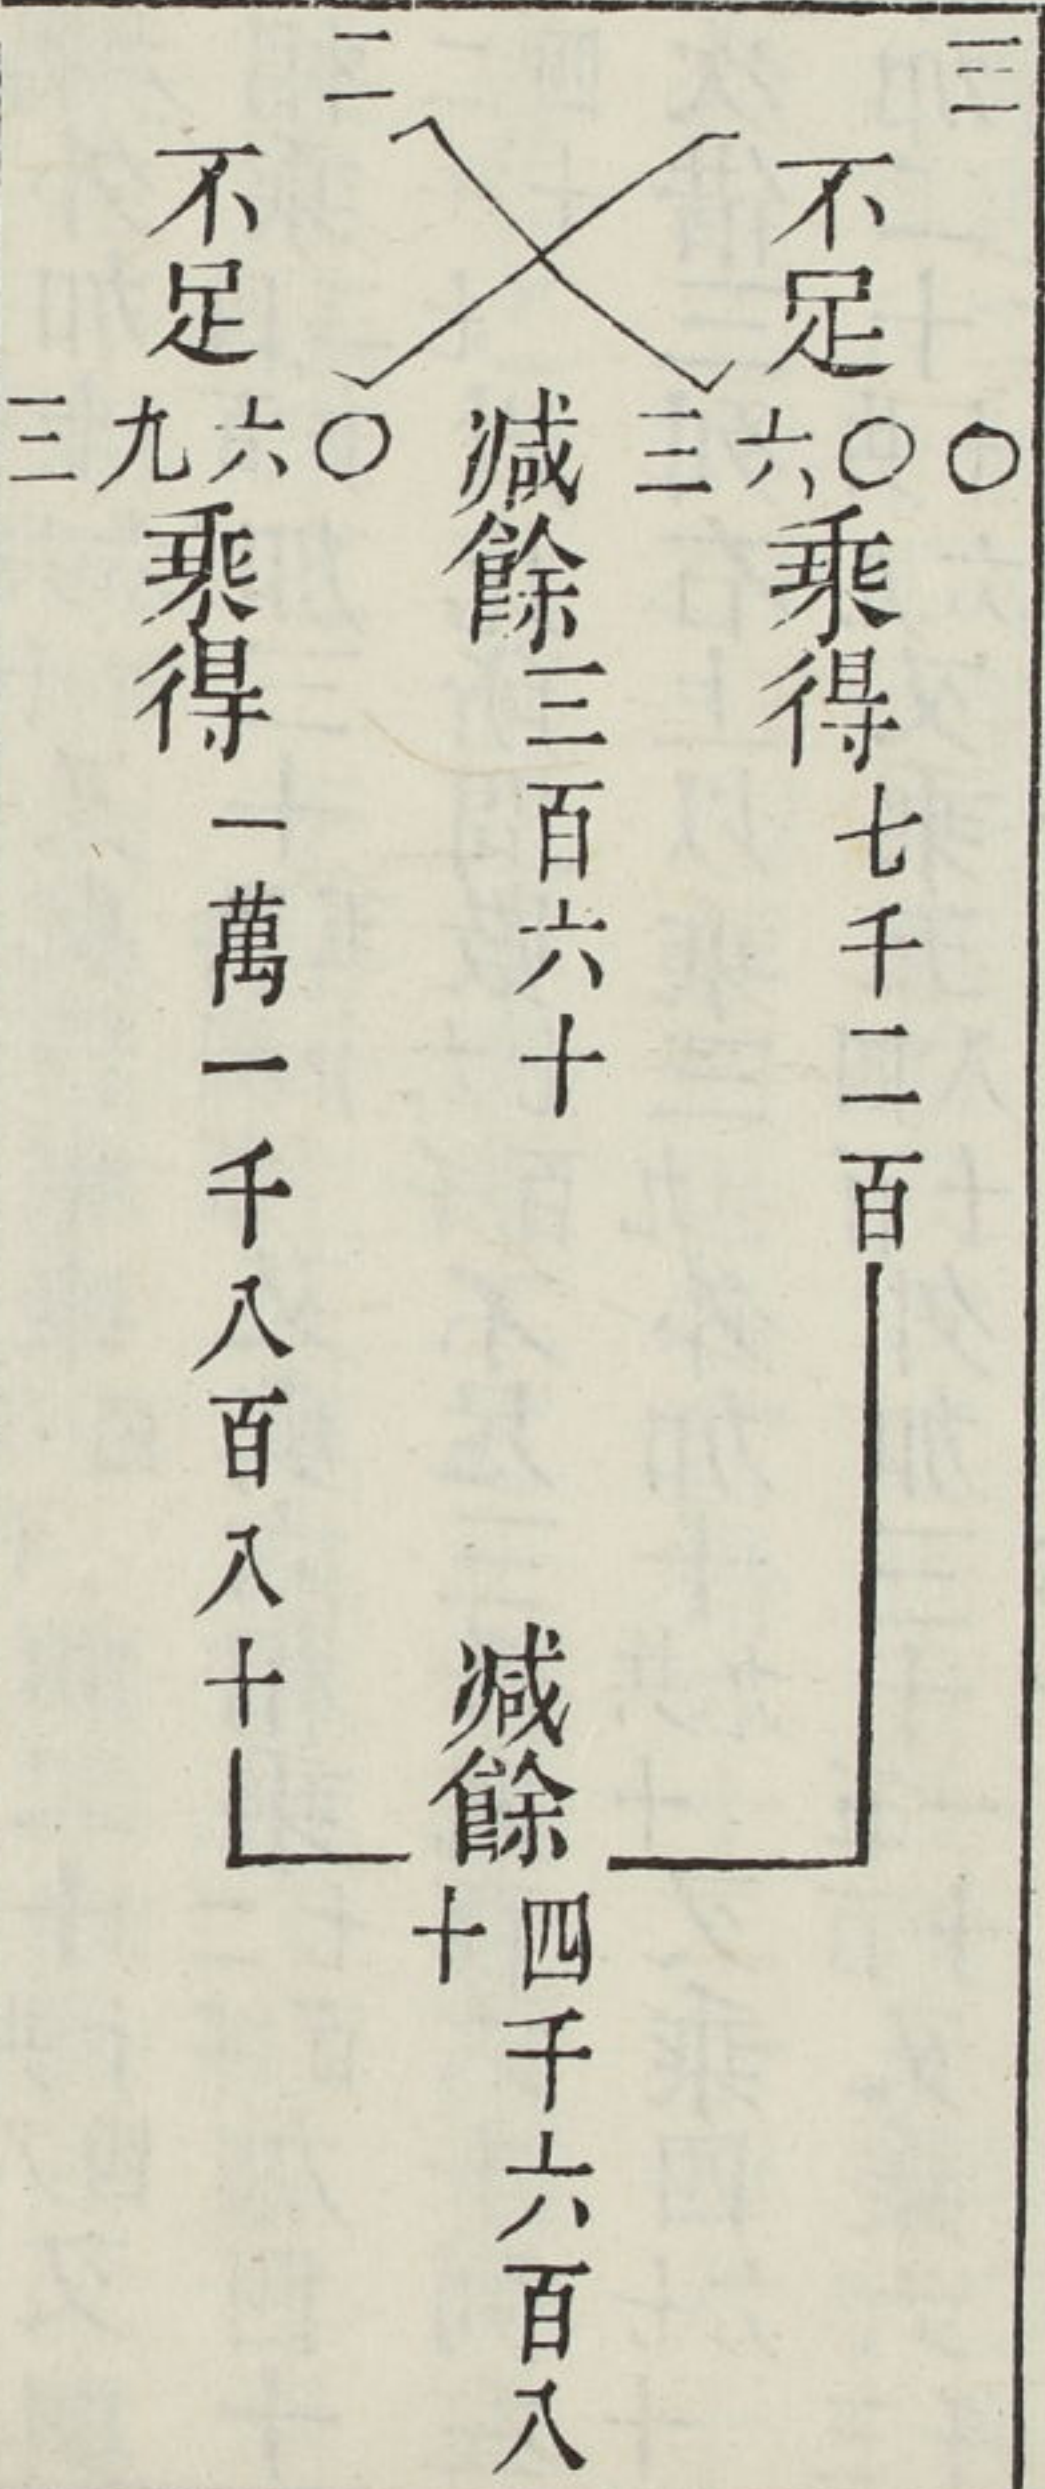 三
不足
三六〇〇
乘得七千二百
減餘三百六十
減餘四千六百八十
二
不足
三九六〇
乘得一萬一千八百八十